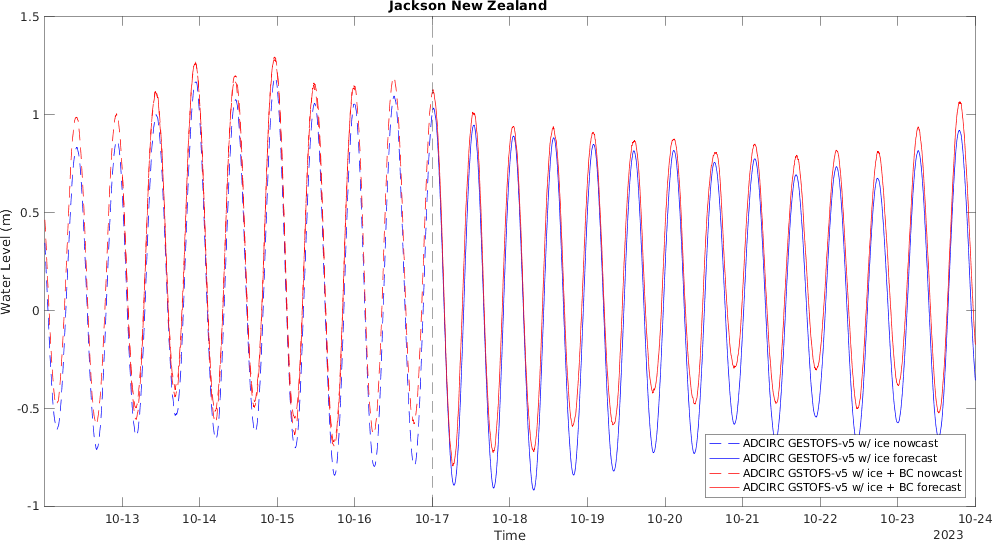 Jackson New Zealand
1.5
1
0.5
0
-0.5
-1
Water Level (m)
ADCIRC GESTOFS-v5 w/ ice nowcast
ADCIRC GESTOFS-v5 w/ ice forecast
ADCIRC GSTOFS-v5 w/ ice + BC nowcast
ADCIRC GSTOFS-v5 w/ ice + BC forecast
10-13 10-14 10-15 10-16 10-17 10-18 10-19 10-20 10-21 10-22 10-23 10-24
Time
2023